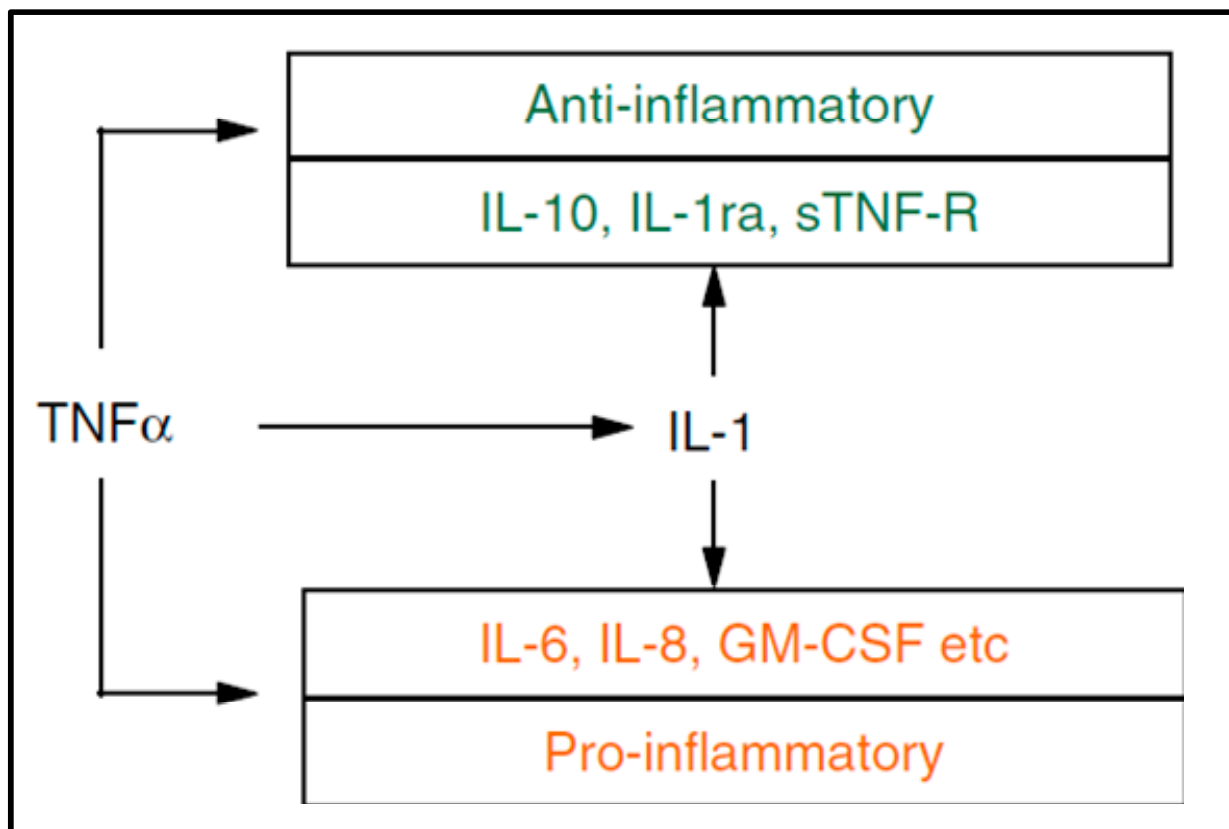 Anti-inflammatory
IL-10, IL-1ra, sTNF-R
TNFα
IL-1
IL-6, IL-8, GM-CSF etc
Pro-inflammatory